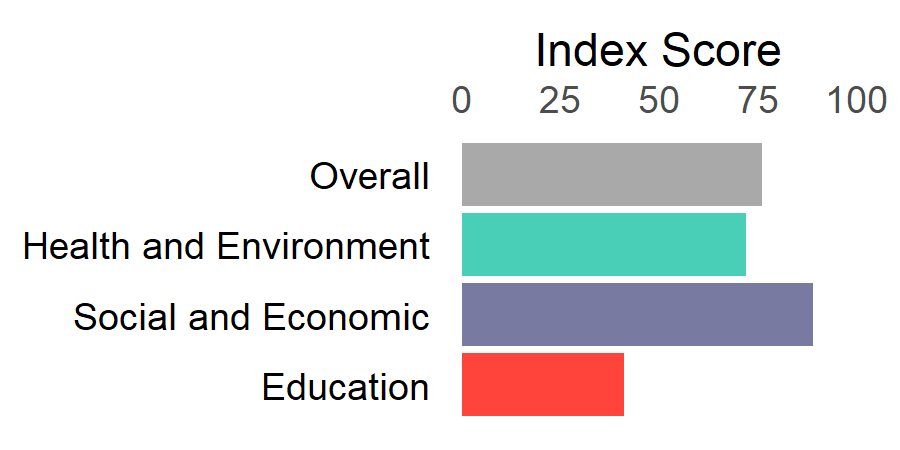 Index Score
0 25 50 75 100
Overall
Health and Environment
Social and Economic
Education